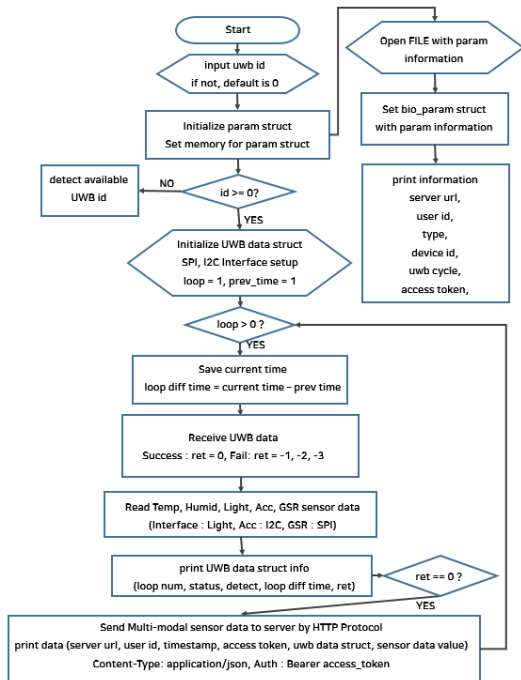 Start
input uwb id
if not, default is 0
Initialize param struct
Set memory for param struct
Open FILE with param
information
Set bio_param struct
with param information
print information
server url,
user id,
type,
device id,
uwb cycle,
access token,
detect available
UWB id
NO
id >= 0?
YES
Initialize UWB data struct
SPI, I2C Interface setup
loop = 1, prev_time = 1
loop > 0 ?
YES
Save current time
loop diff time = current time – prev time
Receive UWB data
Success : ret = 0, Fail: ret = -1, -2, -3
Read Temp, Humid, Light, Acc, GSR sensor data
(Interface : Light, Acc : I2C, GSR : SPI)
print UWB data struct info
(loop num, status, detect, loop diff time, ret)
ret == 0 ?
YES
Send Multi-modal sensor data to server by HTTP Protocol
print data (server url, user id, timestamp, access token, uwb data struct, sensor data value)
Content-Type: application/json, Auth : Bearer access_token